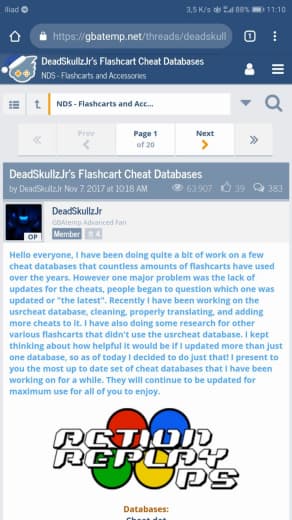 iliad 3,5 K/s 4G 88% 11:10
https://gbatemp.net/threads/deadskull 1
DeadSkullzJr's Flashcart Cheat Databases
NDS - Flashcarts and Accessories
NDS - Flashcarts and Acc...
Prev Page 1 of 20 Next
DeadSkullzJr's Flashcart Cheat Databases
by DeadSkullzJr Nov 7, 2017 at 10:18 AM 63,907 39 383
DeadSkullzJr
GBAtemp Advanced Fan
OP Member 4
Hello everyone, I have been doing quite a bit of work on a few
cheat databases that countless amounts of flashcarts have used
over the years. However one major problem was the lack of
updates for the cheats, people began to question which one was
updated or "the latest". Recently I have been working on the
usrcheat database, cleaning, properly translating, and adding
more cheats to it. I have also doing some research for other
various flashcarts that didn't use the usrcheat database. I kept
thinking about how helpful it would be if I updated more than just
one database, so as of today I decided to do just that! I present to
you the most up to date set of cheat databases that I have been
working on for a while. They will continue to be updated for
maximum use for all of you to enjoy.
ACTION
REPLAY
DS
Databases:
Cheat.dat